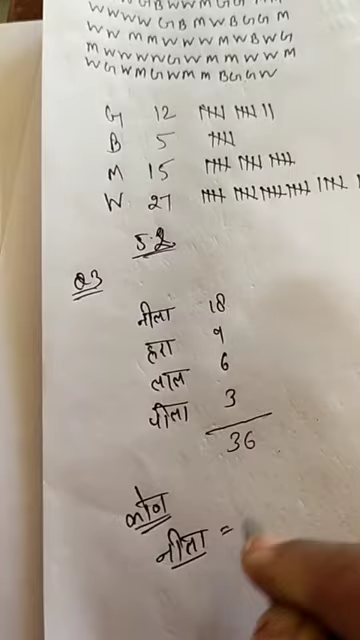 W W W W G B M W B G G M
W W M M W W W M W B W G
M W W W W G W M W W W M
W G W M G W M M B G G W
G 12 𝍸 𝍸 ||
B 5 𝍸
M 15 𝍸 𝍸 𝍸
W 27 𝍸 𝍸 𝍸 𝍸 𝍸
5.2
Q3
नीला 18
हरा 9
लाल 6
पीला 3
36
कोण
नीला =